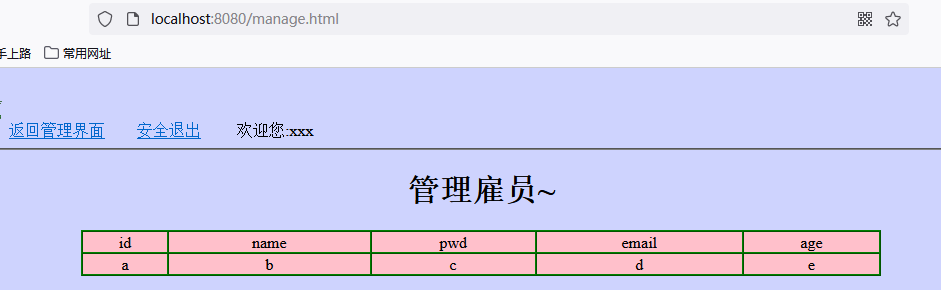 localhost:8080/manage.html
手上路 常用网址
返回管理界面 安全退出 欢迎您:xxx
管理雇员~
id name pwd email age
a b c d e